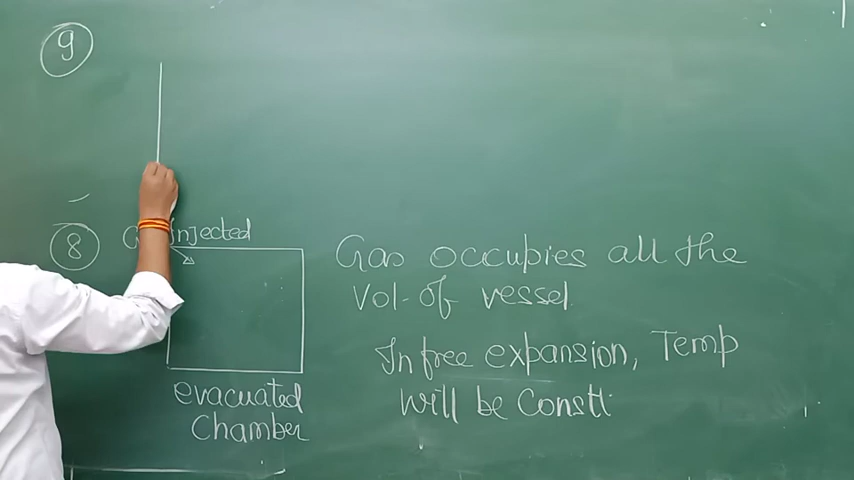 9
8
injected
Gas occupies all the
Vol. of vessel
In free expansion, Temp
will be Constt
evacuated
Chamber